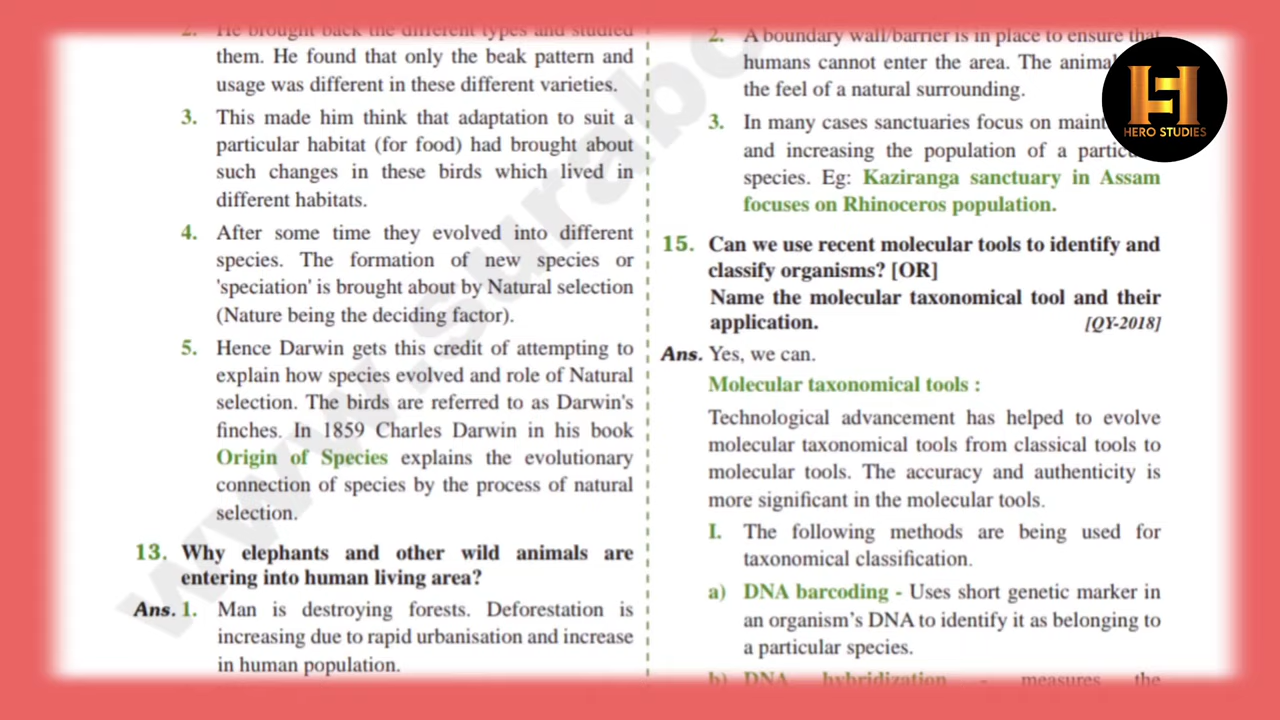 2. He brought back the different types and studied
them. He found that only the beak pattern and
usage was different in these different varieties.
3. This made him think that adaptation to suit a
particular habitat (for food) had brought about
such changes in these birds which lived in
different habitats.
4. After some time they evolved into different
species. The formation of new species or
'speciation' is brought about by Natural selection
(Nature being the deciding factor).
5. Hence Darwin gets this credit of attempting to
explain how species evolved and role of Natural
selection. The birds are referred to as Darwin's
finches. In 1859 Charles Darwin in his book
Origin of Species explains the evolutionary
connection of species by the process of natural
selection.
13. Why elephants and other wild animals are
entering into human living area?
Ans. 1. Man is destroying forests. Deforestation is
increasing due to rapid urbanisation and increase
in human population.
2. A boundary wall/barrier is in place to ensure that
humans cannot enter the area. The
the feel of a natural surrounding.
3. In many cases sanctuaries focus on
and increasing the population of a
species. Eg: Kaziranga sanctuary in Assam
focuses on Rhinoceros population.
15. Can we use recent molecular tools to identify and
classify organisms? [OR]
Name the molecular taxonomical tool and their
application. [QY-2018]
Ans. Yes, we can.
Molecular taxonomical tools :
Technological advancement has helped to evolve
molecular taxonomical tools from classical tools to
molecular tools. The accuracy and authenticity is
more significant in the molecular tools.
I. The following methods are being used for
taxonomical classification.
a) DNA barcoding - Uses short genetic marker in
an organism's DNA to identify it as belonging to
a particular species.
b) DNA hybridization - measures the
HERO STUDIES